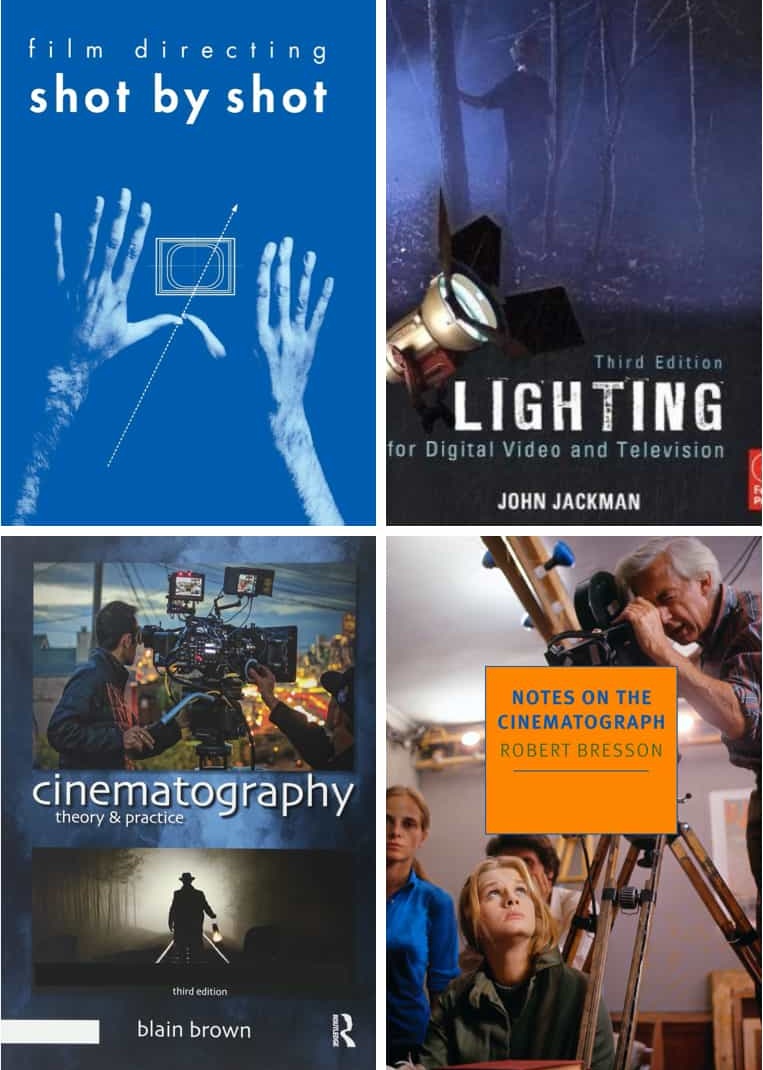 film directing
shot by shot
Third Edition
LIGHTING
for Digital Video and Television
JOHN JACKMAN
cinematography
theory & practice
third edition
blain brown
ROUTLEDGE
NOTES ON THE
CINEMATOGRAPH
ROBERT BRESSON